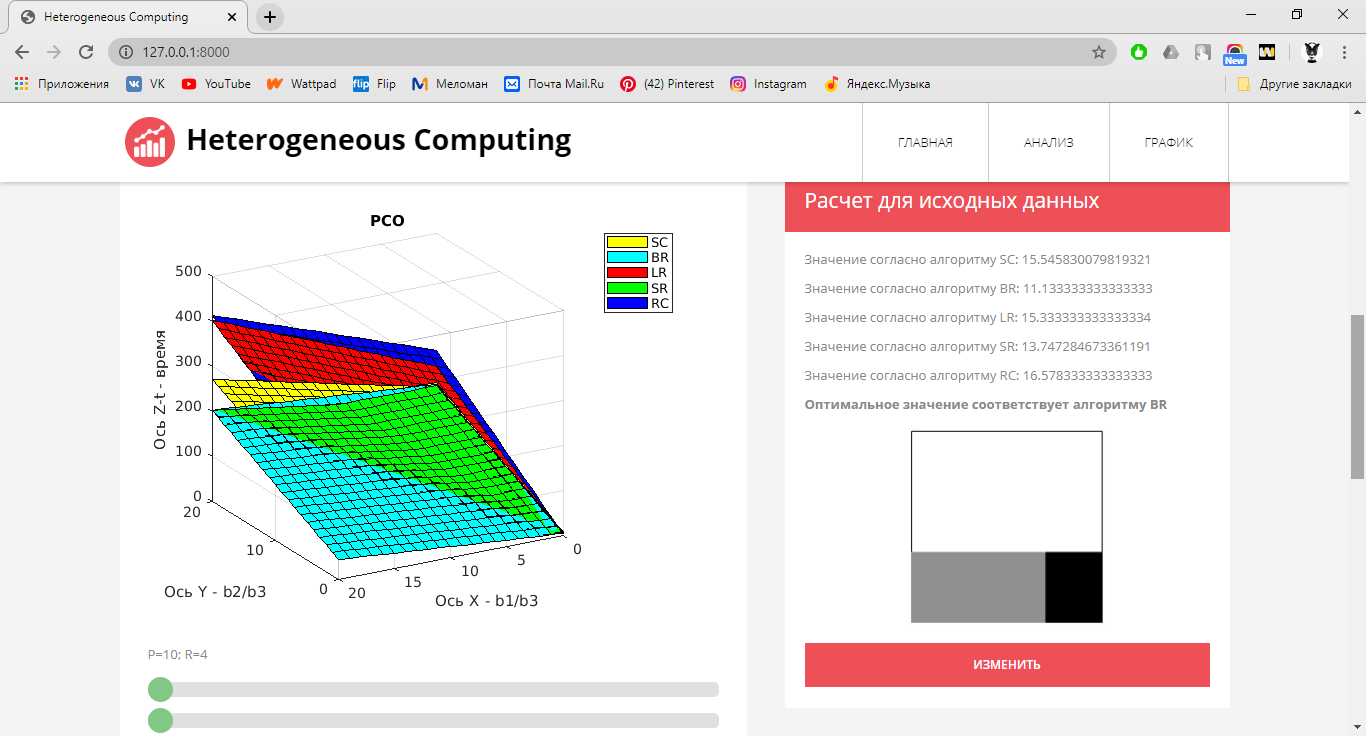 Heterogeneous Computing
127.0.0.1:8000
New
Приложения VK YouTube Wattpad flip Flip Меломан Почта Mail.Ru (42) Pinterest Instagram Яндекс.Музыка Другие закладки
Heterogeneous Computing
ГЛАВНАЯ АНАЛИЗ ГРАФИК
PCO
SC
BR
LR
SR
RC
500
400
300
200
100
0
Ось Z-t - время
20
10
0
Ось Y - b2/b3
20
15
10
5
0
Ось X - b1/b3
P=10; R=4
Расчет для исходных данных
Значение согласно алгоритму SC: 15.545830079819321
Значение согласно алгоритму BR: 11.133333333333333
Значение согласно алгоритму LR: 15.333333333333334
Значение согласно алгоритму SR: 13.747284673361191
Значение согласно алгоритму RC: 16.578333333333333
Оптимальное значение соответствует алгоритму BR
ИЗМЕНИТЬ